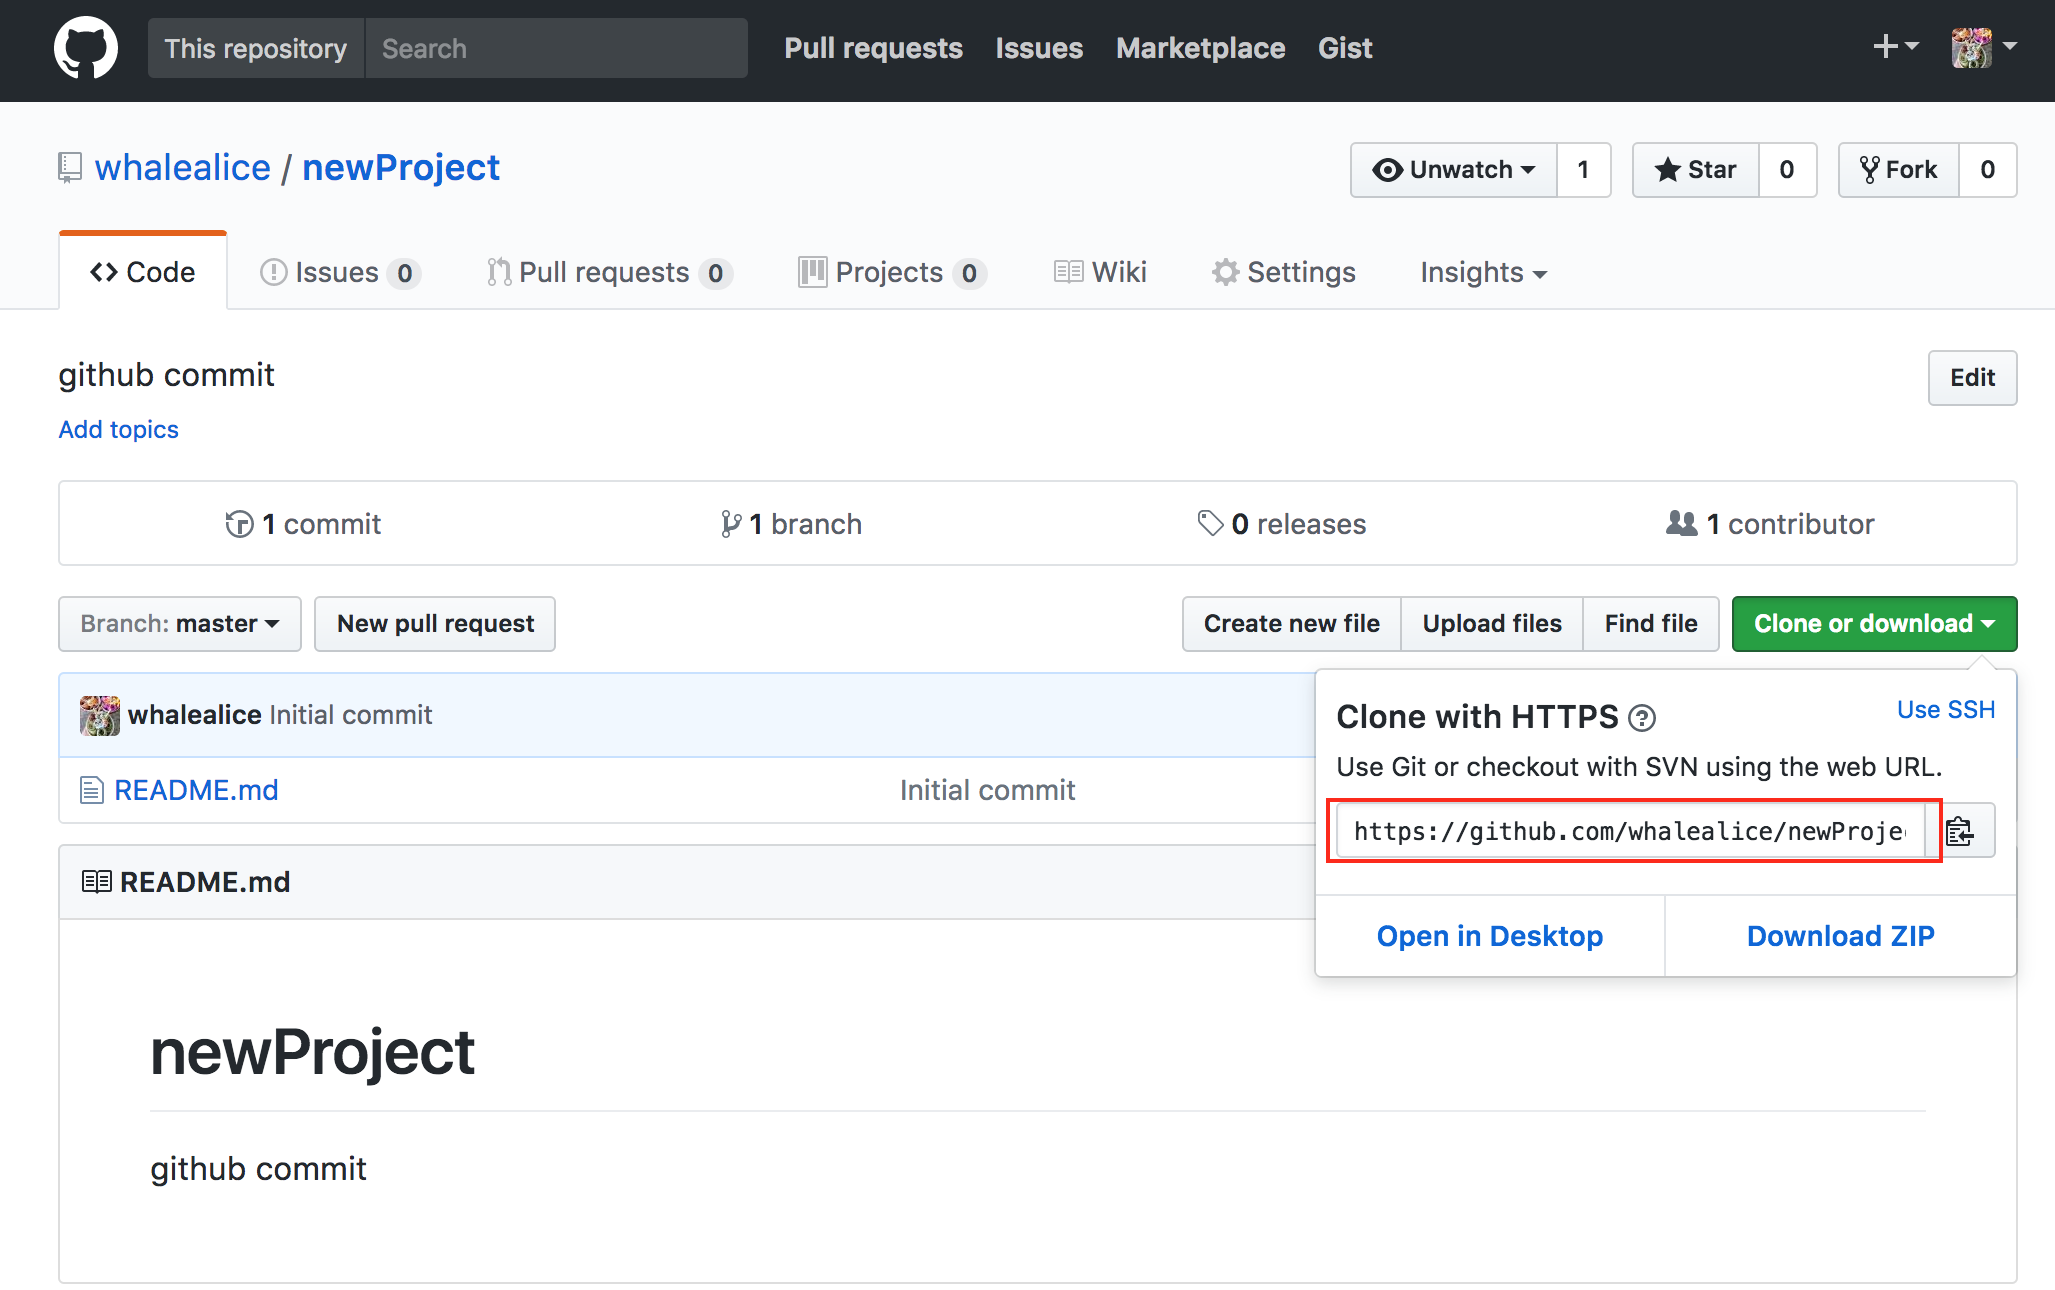 This repository Search Pull requests Issues Marketplace Gist
whalealice / newProject Unwatch 1 Star 0 Fork 0
Code Issues 0 Pull requests 0 Projects 0 Wiki Settings Insights
github commit Edit
Add topics
1 commit 1 branch 0 releases 1 contributor
Branch: master New pull request Create new file Upload files Find file Clone or download
whalealice Initial commit
README.md Initial commit
Clone with HTTPS Use SSH
Use Git or checkout with SVN using the web URL.
https://github.com/whalealice/newProje
Open in Desktop Download ZIP
README.md
newProject
github commit